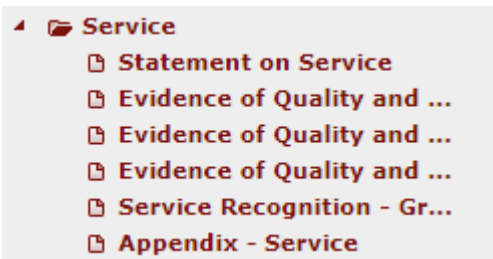 Service
Statement on Service
Evidence of Quality and ...
Evidence of Quality and ...
Evidence of Quality and ...
Service Recognition - Gr...
Appendix - Service